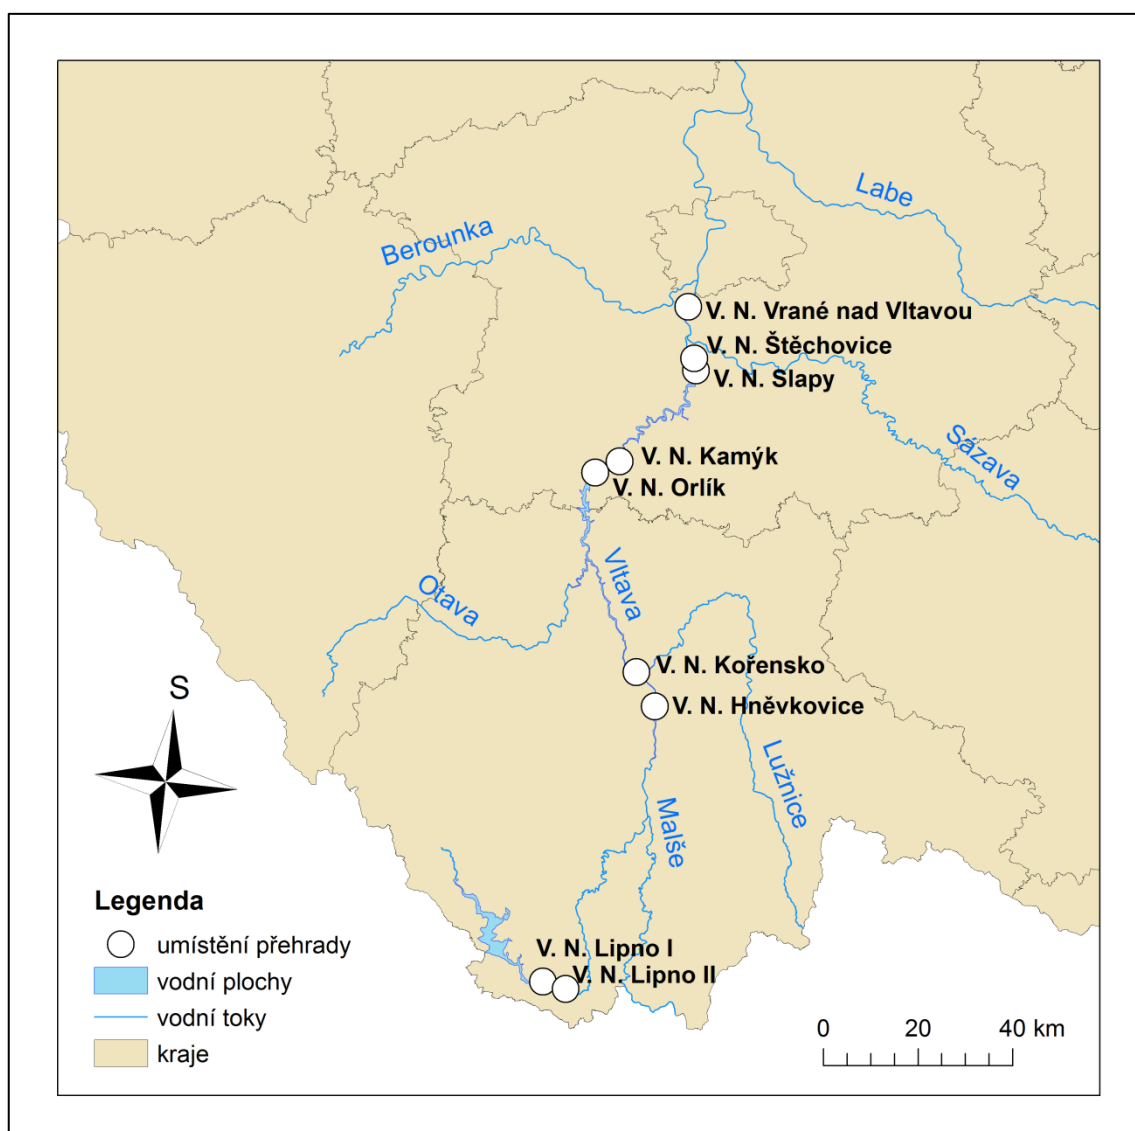 Labe
Berounka
V. N. Vrané nad Vltavou
V. N. Štěchovice
V. N. Slapy
Sázava
V. N. Kamýk
V. N. Orlík
Vltava
Otava
V. N. Kořensko
V. N. Hněvkovice
S
Lužnice
Malše
Legenda
umístění přehrady
vodní plochy
vodní toky
kraje
V. N. Lipno I
V. N. Lipno II
0 20 40 km